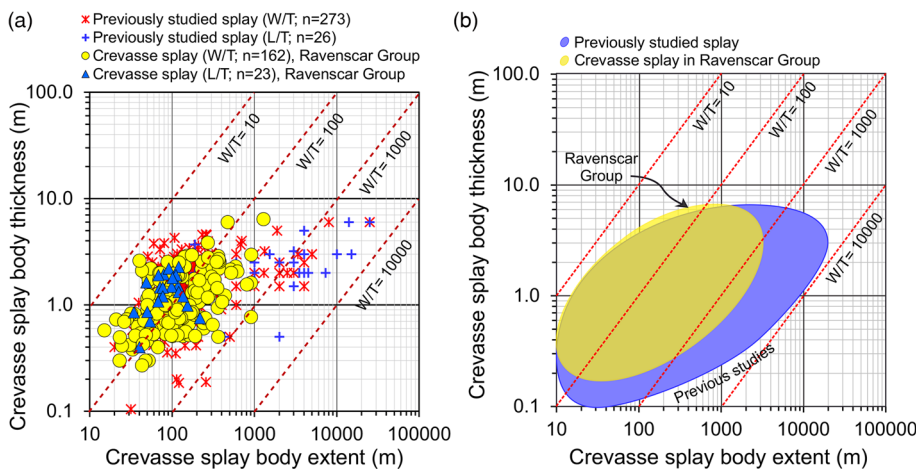 (a)
Previously studied splay (W/T; n=273)
Previously studied splay (L/T; n=26)
Crevasse splay (W/T; n=162), Ravenscar Group
Crevasse splay (L/T; n=23), Ravenscar Group
Crevasse splay body thickness (m)
100.0
10.0
1.0
0.1
W/T= 10
W/T= 100
W/T= 1000
W/T= 10000
10
100
1000
10000
100000
Crevasse splay body extent (m)
(b)
Previously studied splay
Crevasse splay in Ravenscar Group
Crevasse splay body thickness (m)
100.0
10.0
1.0
0.1
W/T= 10
W/T= 100
W/T= 1000
W/T= 10000
Ravenscar
Group
Previous studies
10
100
1000
10000
100000
Crevasse splay body extent (m)